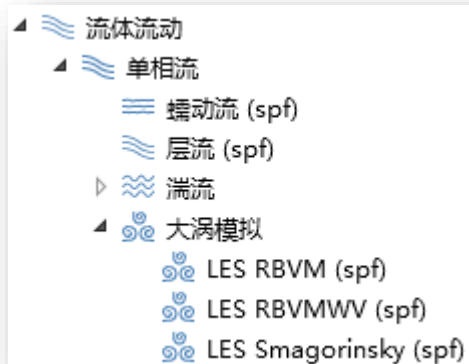 流体流动
单相流
蠕动流 (spf)
层流 (spf)
湍流
大涡模拟
LES RBVM (spf)
LES RBVMWV (spf)
LES Smagorinsky (spf)